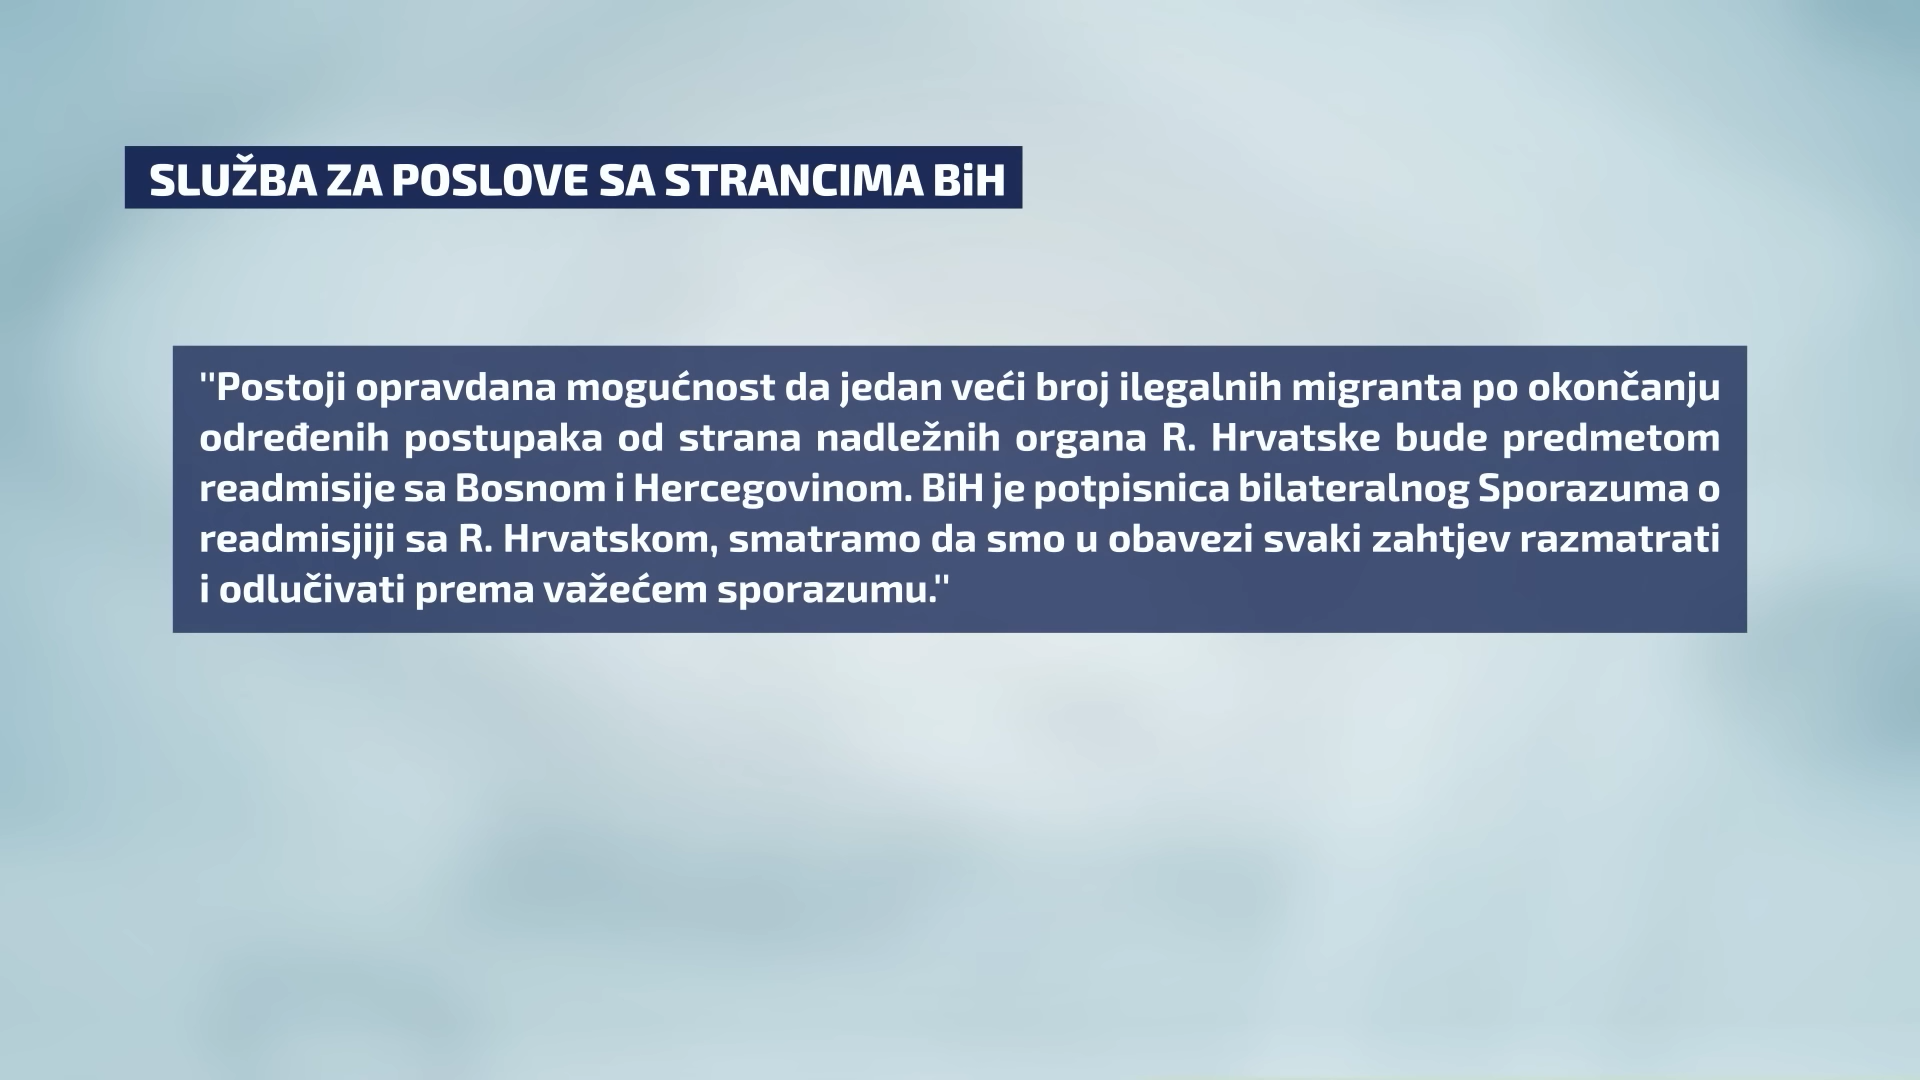 SLUŽBA ZA POSLOVE SA STRANCIMA BiH
"Postoji opravdana mogućnost da jedan veći broj ilegalnih migranta po okončanju
određenih postupaka od strana nadležnih organa R. Hrvatske bude predmetom
readmisije sa Bosnom i Hercegovinom. BiH je potpisnica bilateralnog Sporazuma o
readmisjiji sa R. Hrvatskom, smatramo da smo u obavezi svaki zahtjev razmatrati
i odlučivati prema važećem sporazumu."